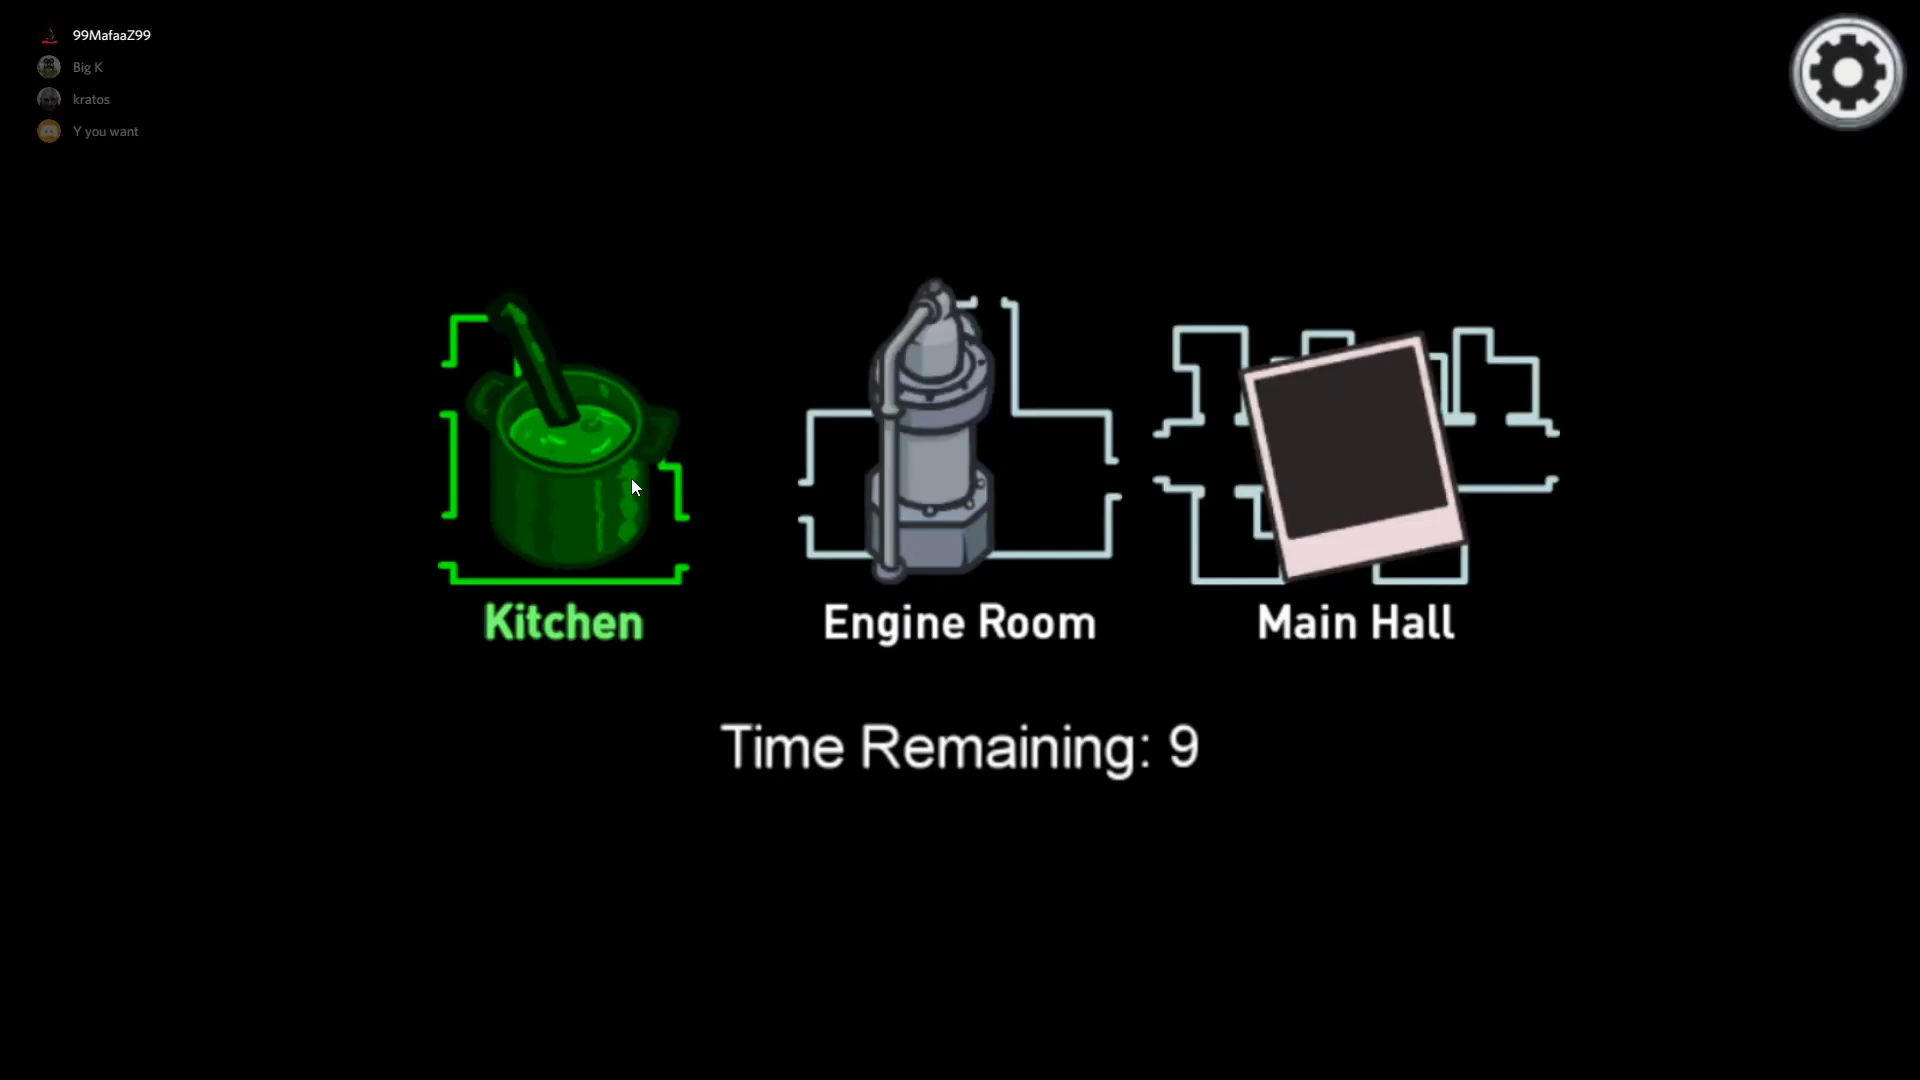 99MafaaZ99
Big K
kratos
Y you want
Kitchen
Engine Room
Main Hall
Time Remaining: 9